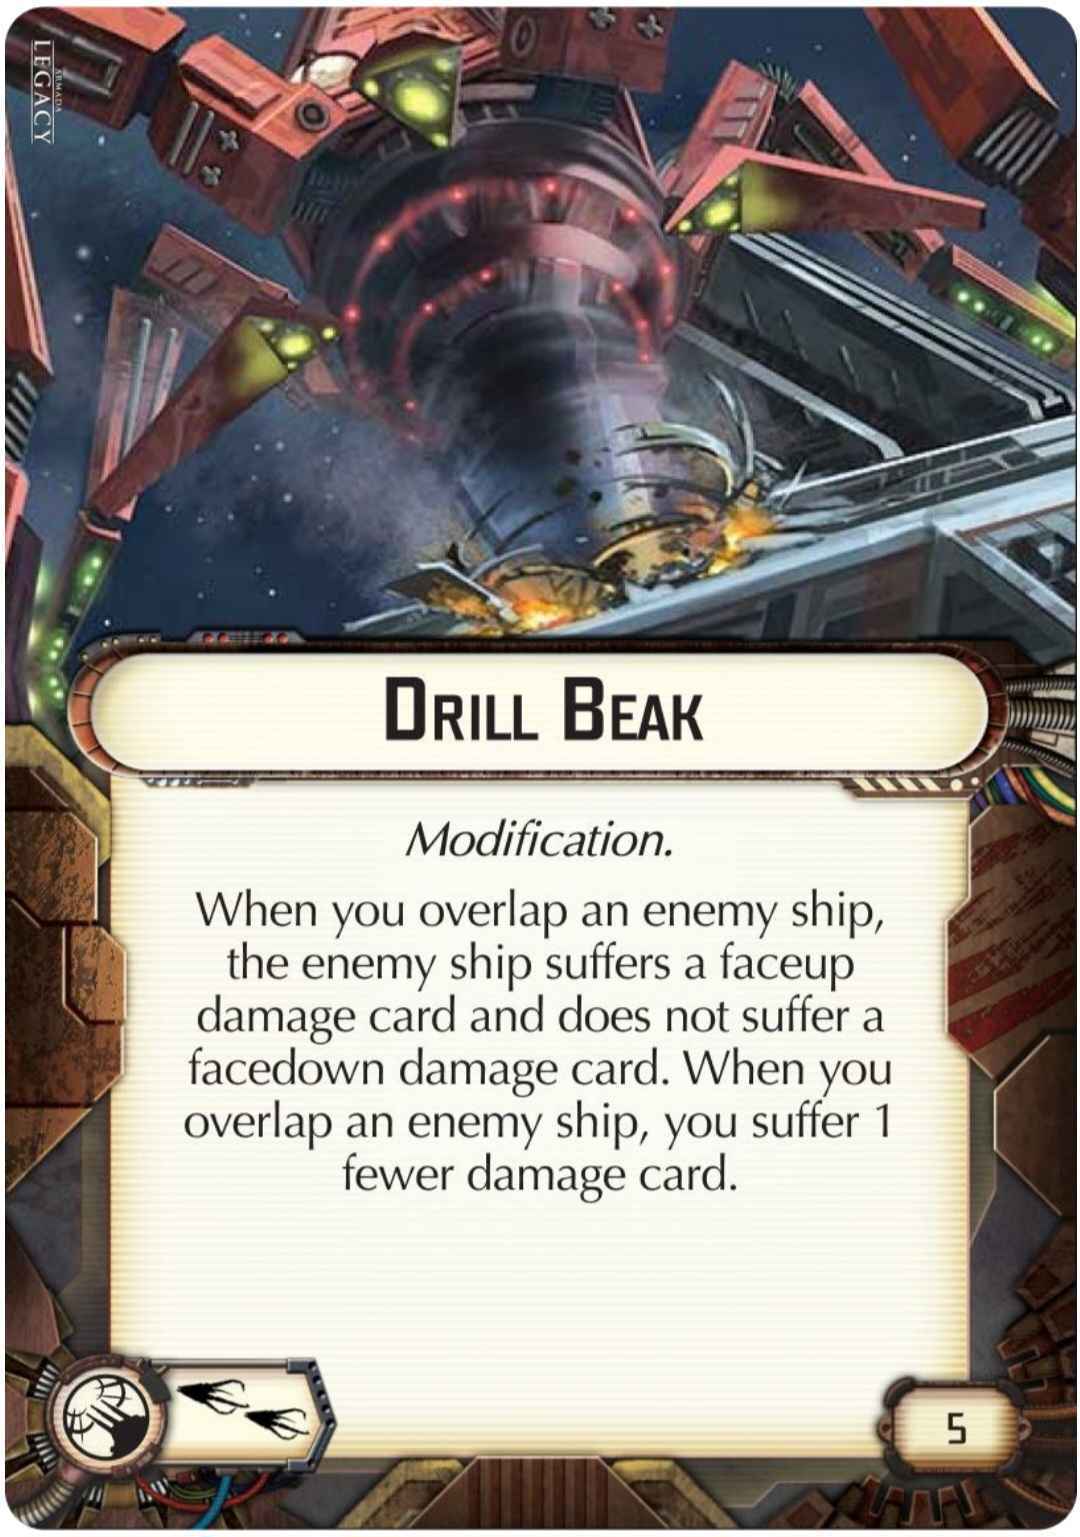 ARMADA
LEGACY
DRILL BEAK
Modification.
When you overlap an enemy ship,
the enemy ship suffers a faceup
damage card and does not suffer a
facedown damage card. When you
overlap an enemy ship, you suffer 1
fewer damage card.
5